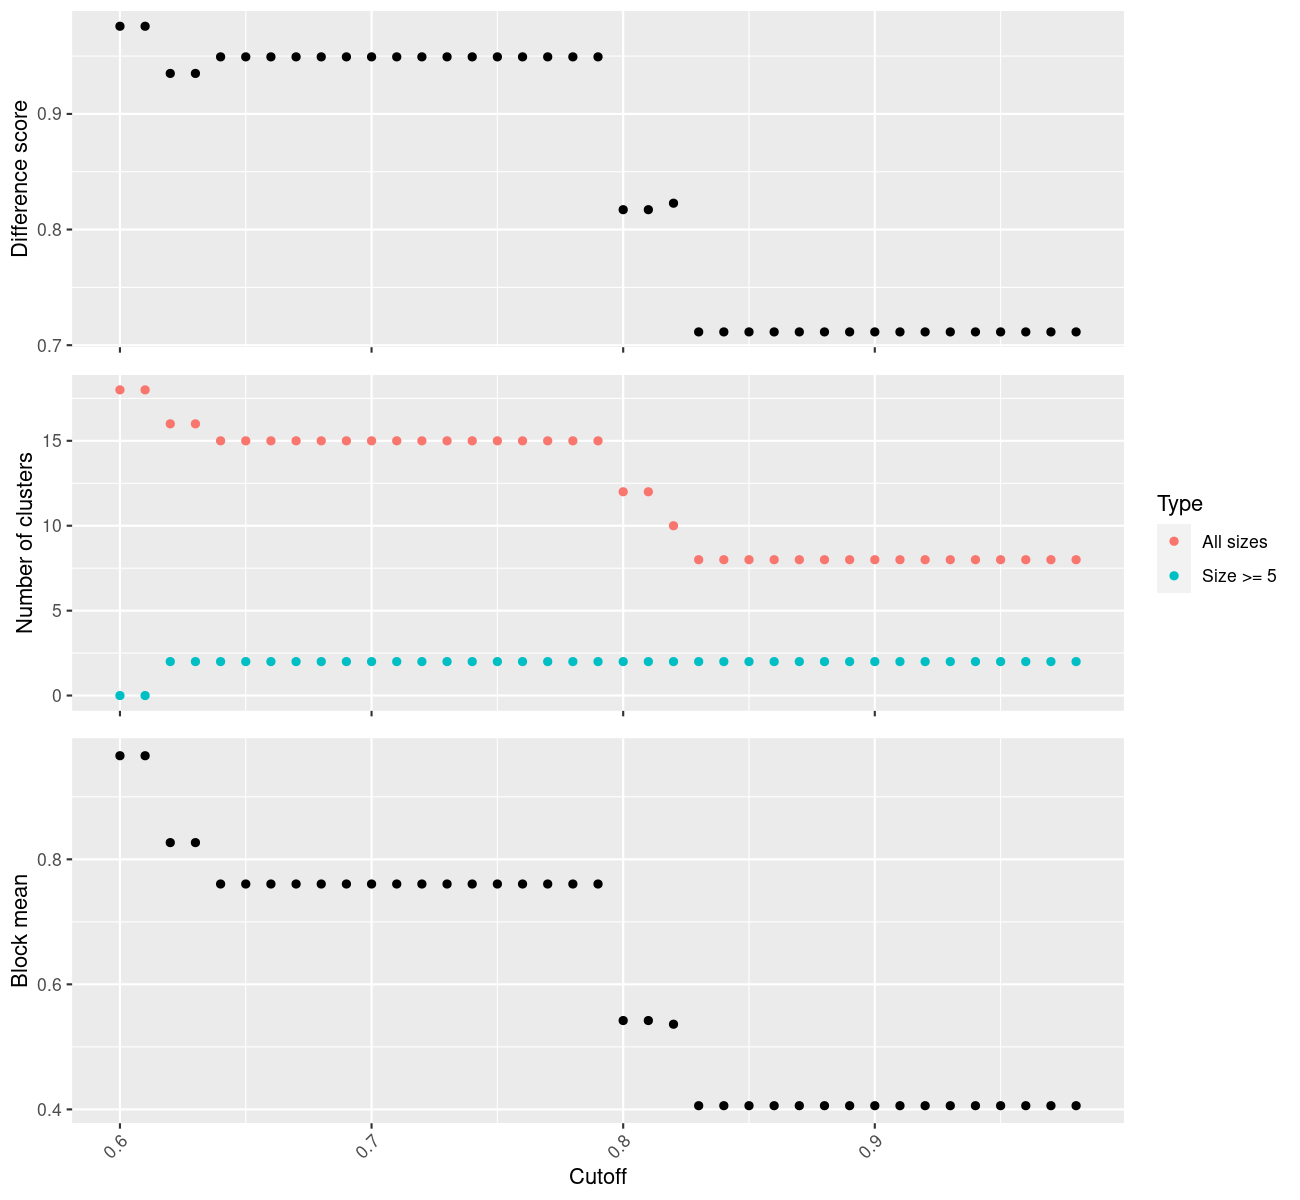 Difference score
0.9
0.8
0.7
Number of clusters
15
10
5
0
Type
All sizes
Size >= 5
Block mean
0.8
0.6
0.4
0.6
0.7
0.8
0.9
Cutoff